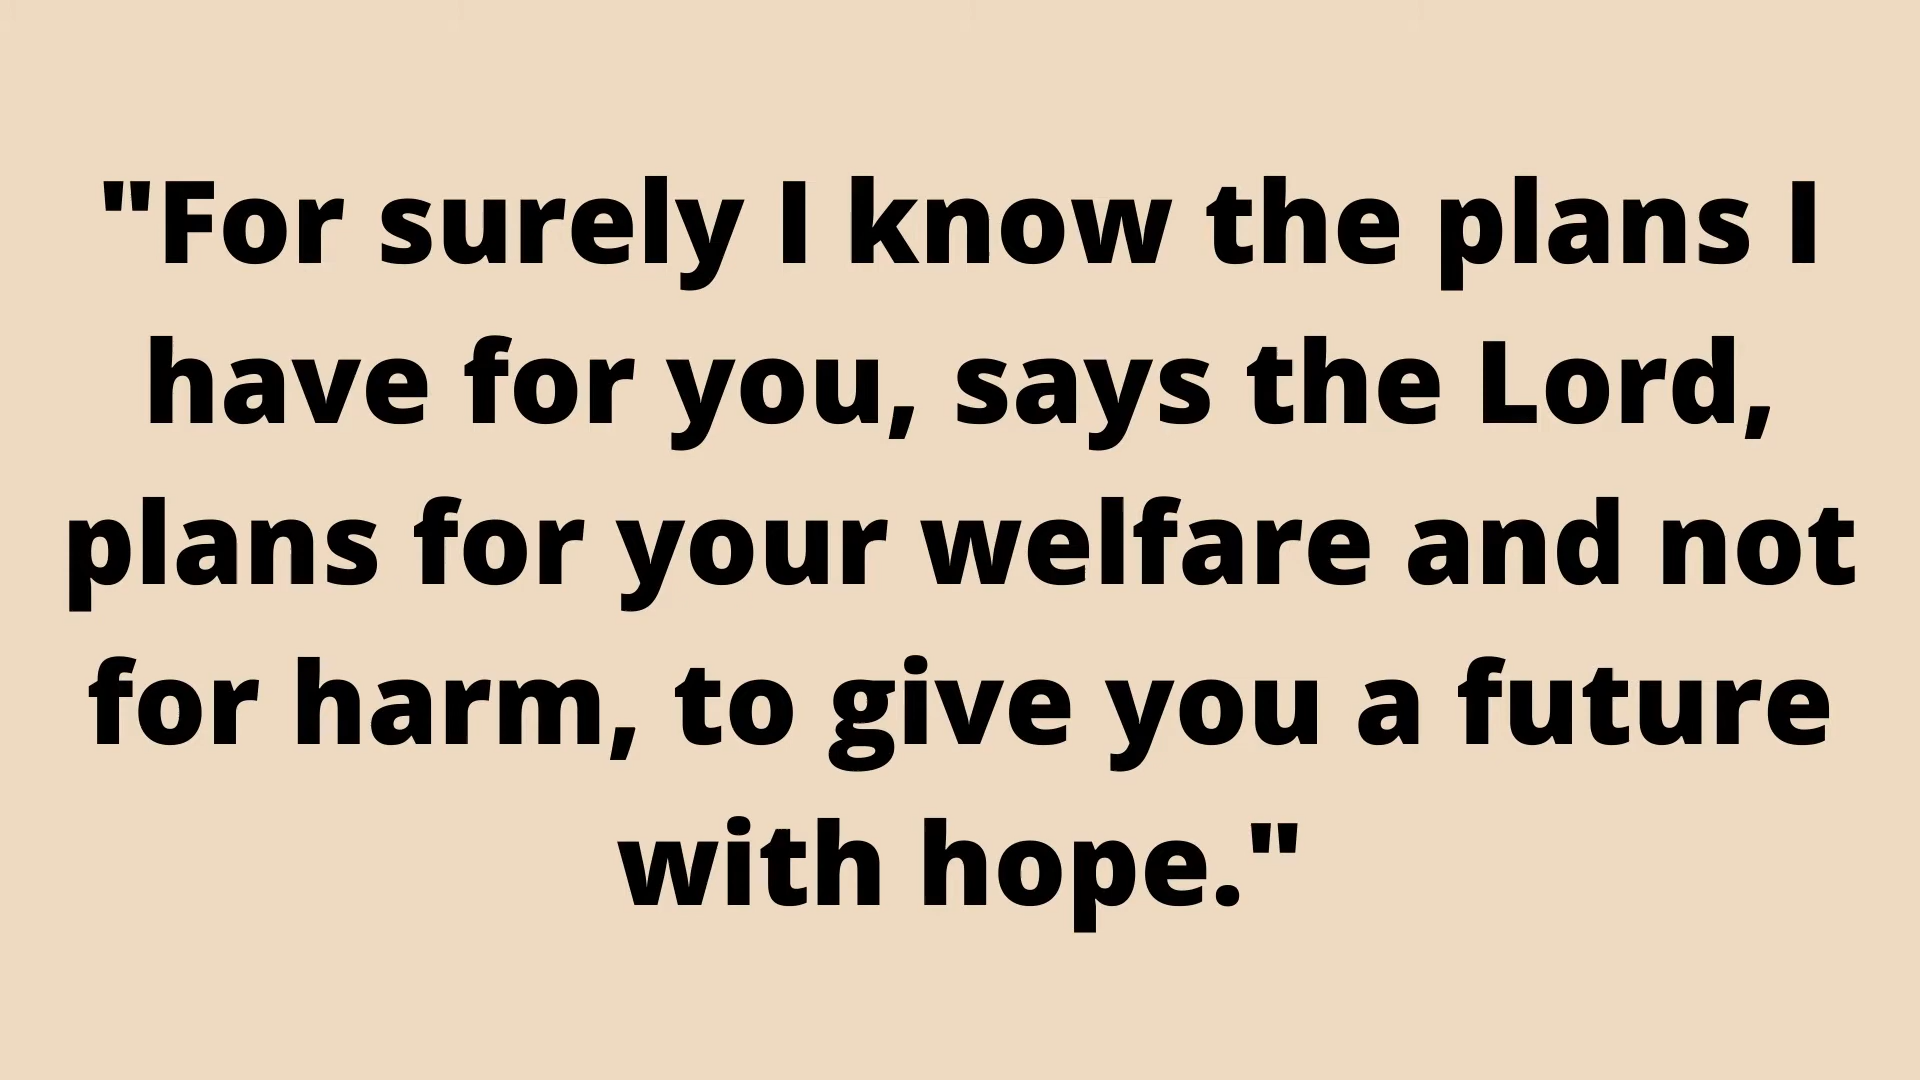 "For surely I know the plans I
have for you, says the Lord,
plans for your welfare and not
for harm, to give you a future
with hope."